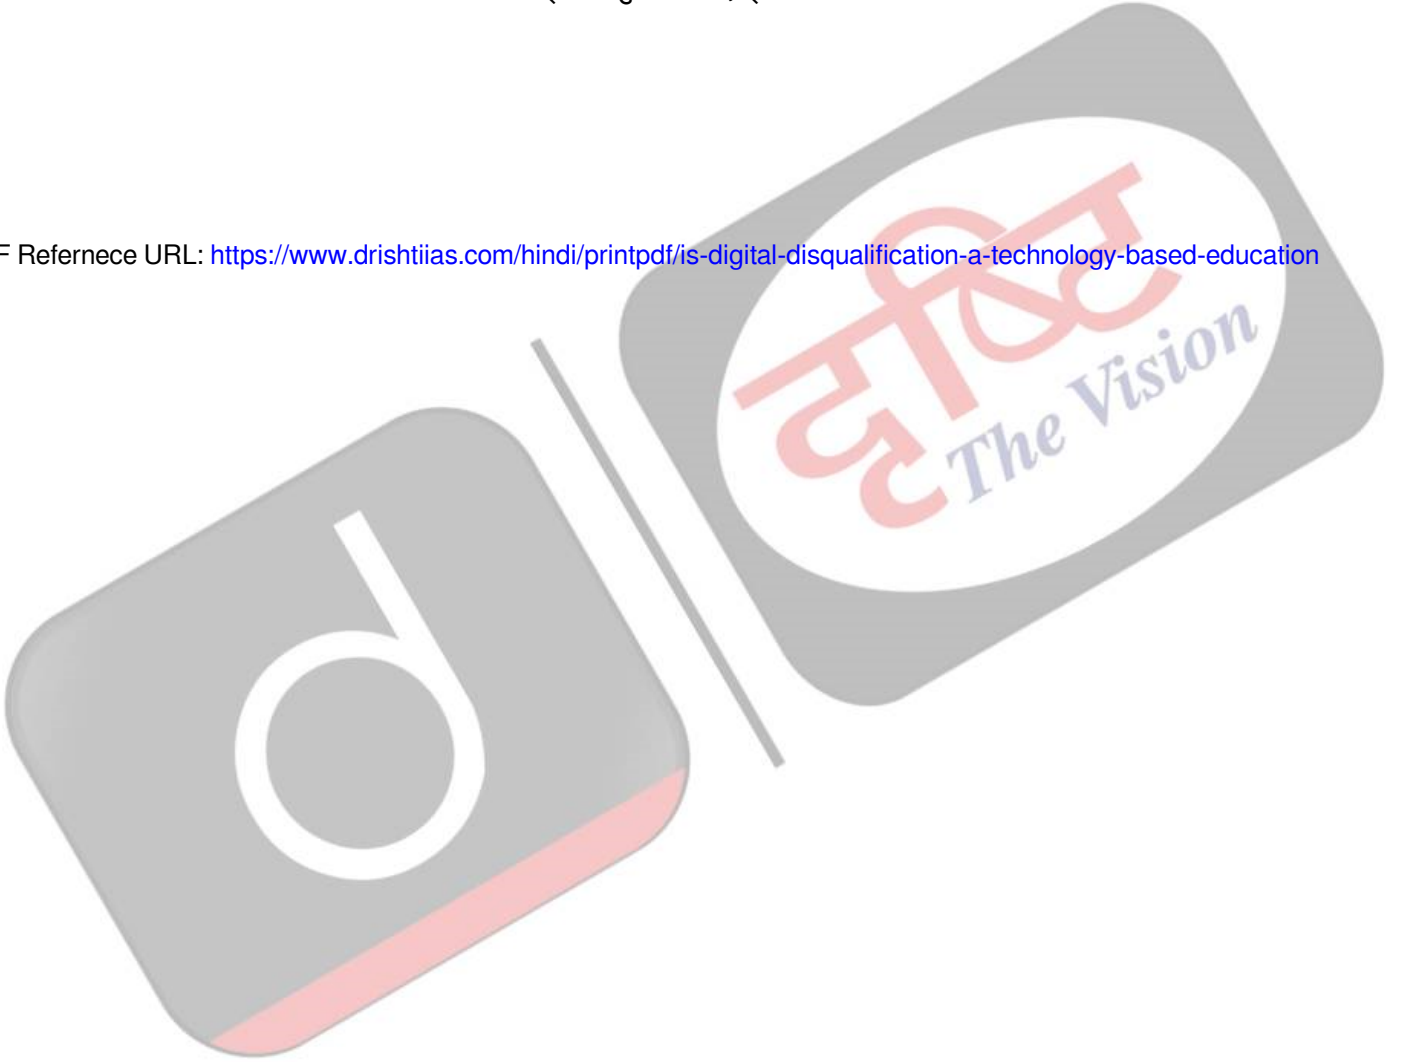 F Refernece URL: https://www.drishtiias.com/hindi/printpdf/is-digital-disqualification-a-technology-based-education
दृष्टि
The Vision
d